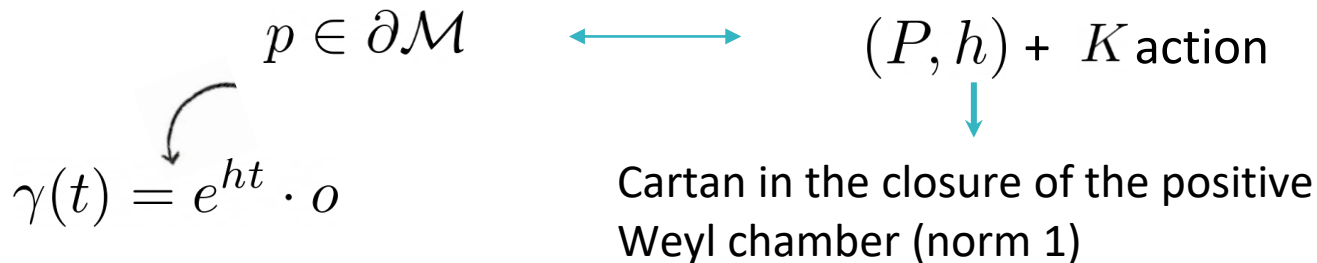 p ∈ ∂ℳ ⟷ (P, h) + K action
γ(t) = e^{ht} · o
Cartan in the closure of the positive
Weyl chamber (norm 1)